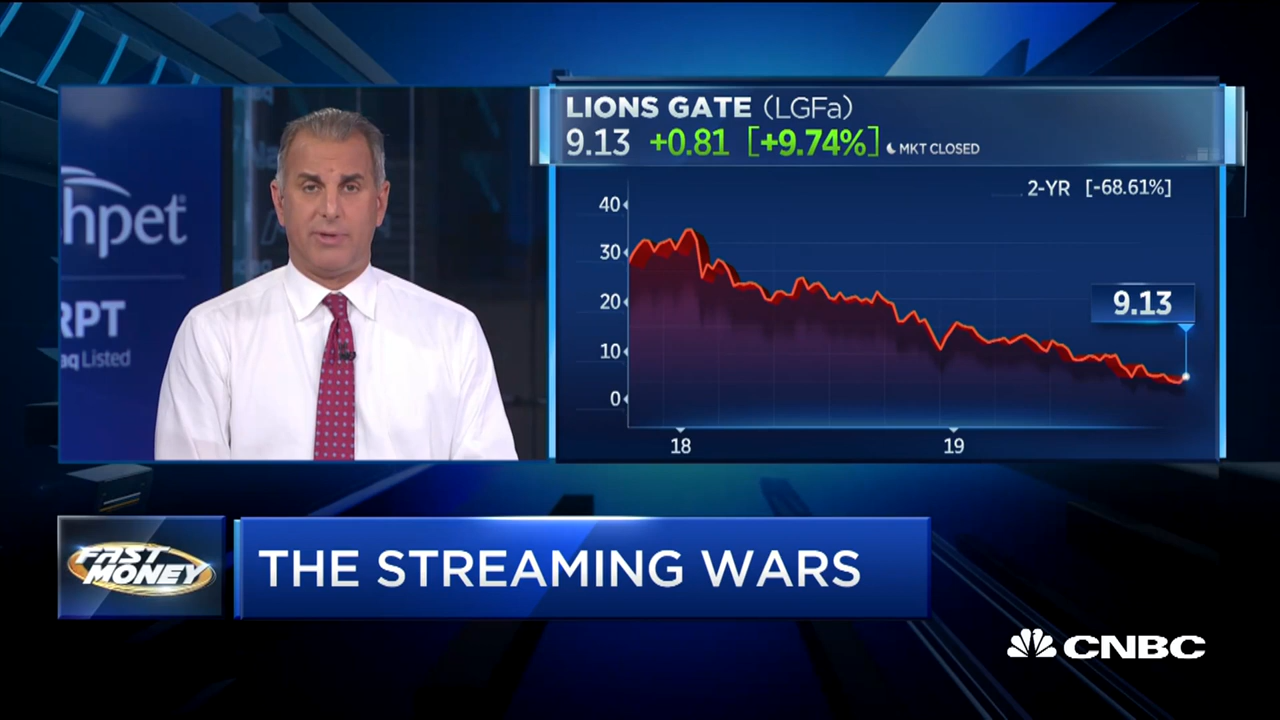 hpet
RPT
aq Listed
LIONS GATE (LGFa)
9.13 +0.81 [+9.74%] MKT CLOSED
2-YR [-68.61%]
40
30
20
10
0
9.13
18
19
FAST
MONEY
THE STREAMING WARS
CNBC